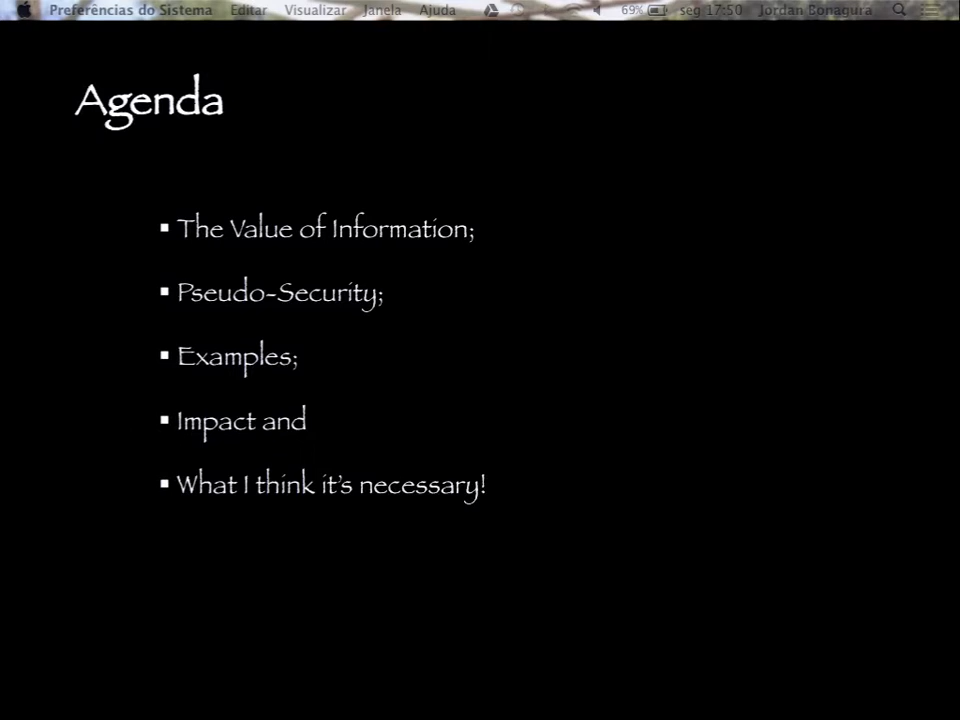 Preferências do Sistema Editar Visualizar Janela Ajuda 69% seg 17:50 Jordan Bonagura
Agenda
▪ The Value of Information;
▪ Pseudo-Security;
▪ Examples;
▪ Impact and
▪ What I think it's necessary!